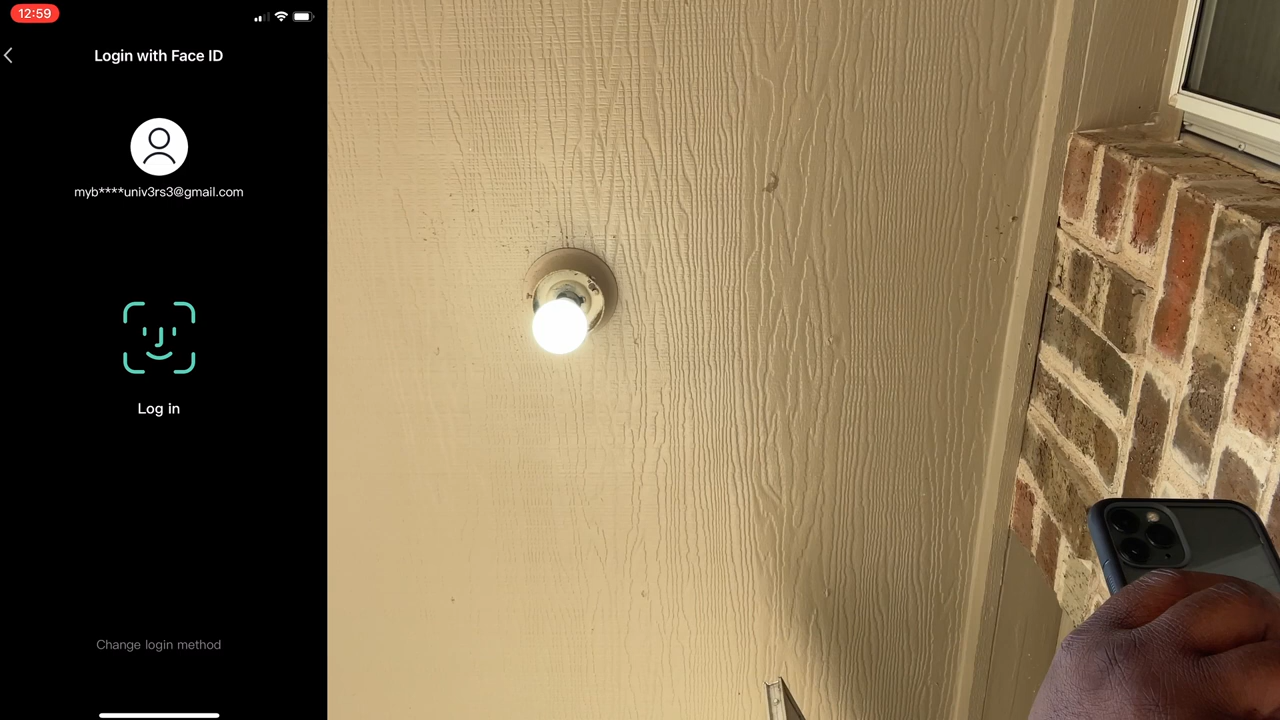 12:59
Login with Face ID
myb****univ3rs3@gmail.com
Log in
Change login method